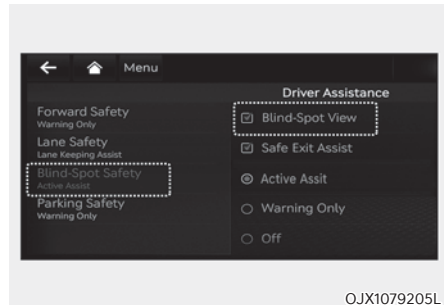 Menu
Driver Assistance
Forward Safety
Warning Only
Lane Safety
Lane Keeping Assist
Blind-Spot Safety
Active Assist
Parking Safety
Warning Only
Blind-Spot View
Safe Exit Assist
Active Assit
Warning Only
Off
OJX1079205L